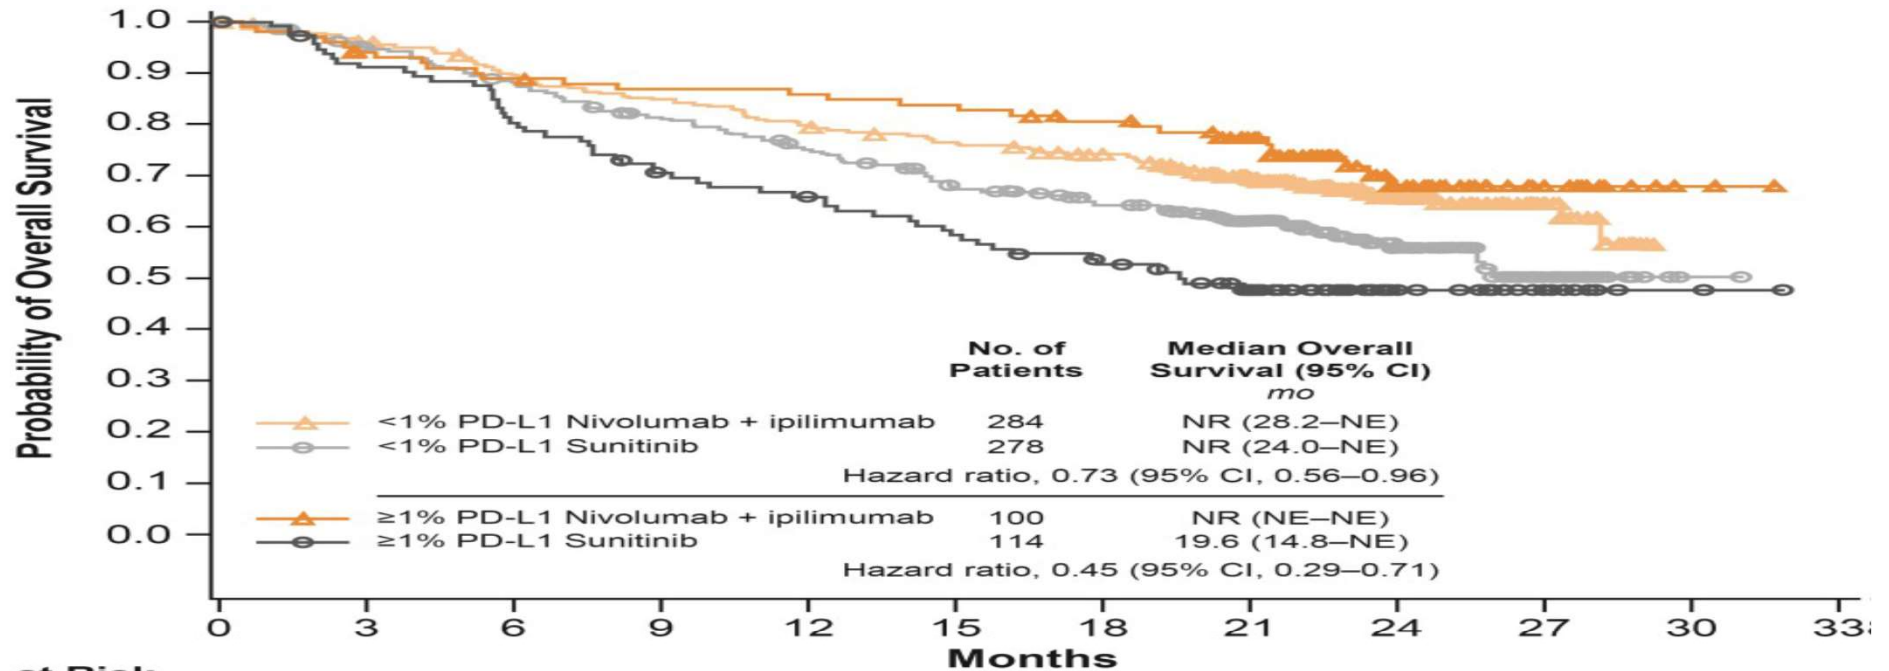 Probability of Overall Survival
1.0
0.9
0.8
0.7
0.6
0.5
0.4
0.3
0.2
0.1
0.0
No. of Patients
Median Overall Survival (95% CI)
mo
<1% PD-L1 Nivolumab + ipilimumab 284 NR (28.2–NE)
<1% PD-L1 Sunitinib 278 NR (24.0–NE)
Hazard ratio, 0.73 (95% CI, 0.56–0.96)
≥1% PD-L1 Nivolumab + ipilimumab 100 NR (NE–NE)
≥1% PD-L1 Sunitinib 114 19.6 (14.8–NE)
Hazard ratio, 0.45 (95% CI, 0.29–0.71)
0 3 6 9 12 15 18 21 24 27 30 33
Months
at Risk